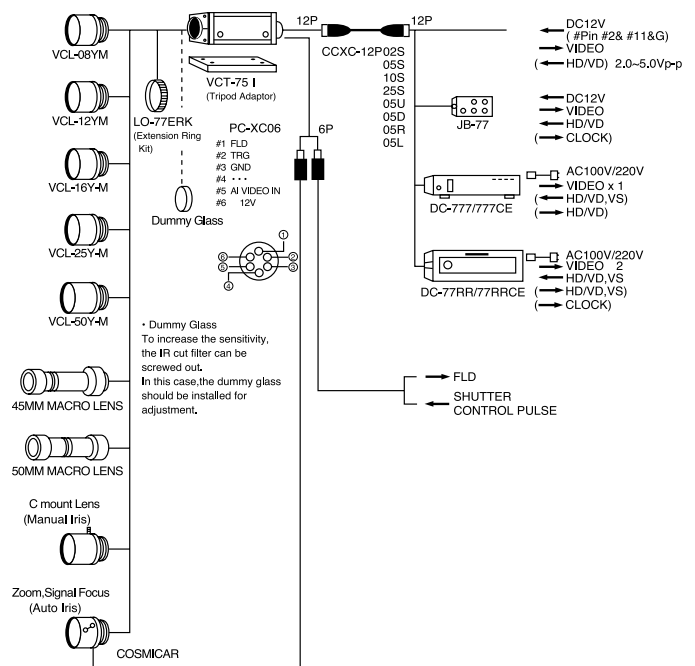 VCL-08YM
VCL-12YM
VCL-16Y-M
VCL-25Y-M
VCL-50Y-M
45MM MACRO LENS
50MM MACRO LENS
C mount Lens
(Manual Iris)
Zoom,Signal Focus
(Auto Iris)
COSMICAR
LO-77ERK
(Extension Ring
Kit)
Dummy Glass
VCT-75 I
(Tripod Adaptor)
PC-XC06
#1 FLD
#2 TRG
#3 GND
#4 ···
#5 AI VIDEO IN
#6 12V
6P
①
⑥ ②
⑤ ③
④
• Dummy Glass
To increase the sensitivity,
the IR cut filter can be
screwed out.
In this case,the dummy glass
should be installed for
adjustment.
12P 12P
CCXC-12P02S
05S
10S
25S
05U
05D
05R
05L
DC12V
( #Pin #2& #11&G)
VIDEO
( HD/VD) 2.0~5.0Vp-p
JB-77
DC12V
VIDEO
HD/VD
( CLOCK)
DC-777/777CE
AC100V/220V
VIDEO x 1
( HD/VD,VS)
( HD/VD)
DC-77RR/77RRCE
AC100V/220V
VIDEO 2
HD/VD,VS
( HD/VD,VS)
( CLOCK)
FLD
SHUTTER
CONTROL PULSE